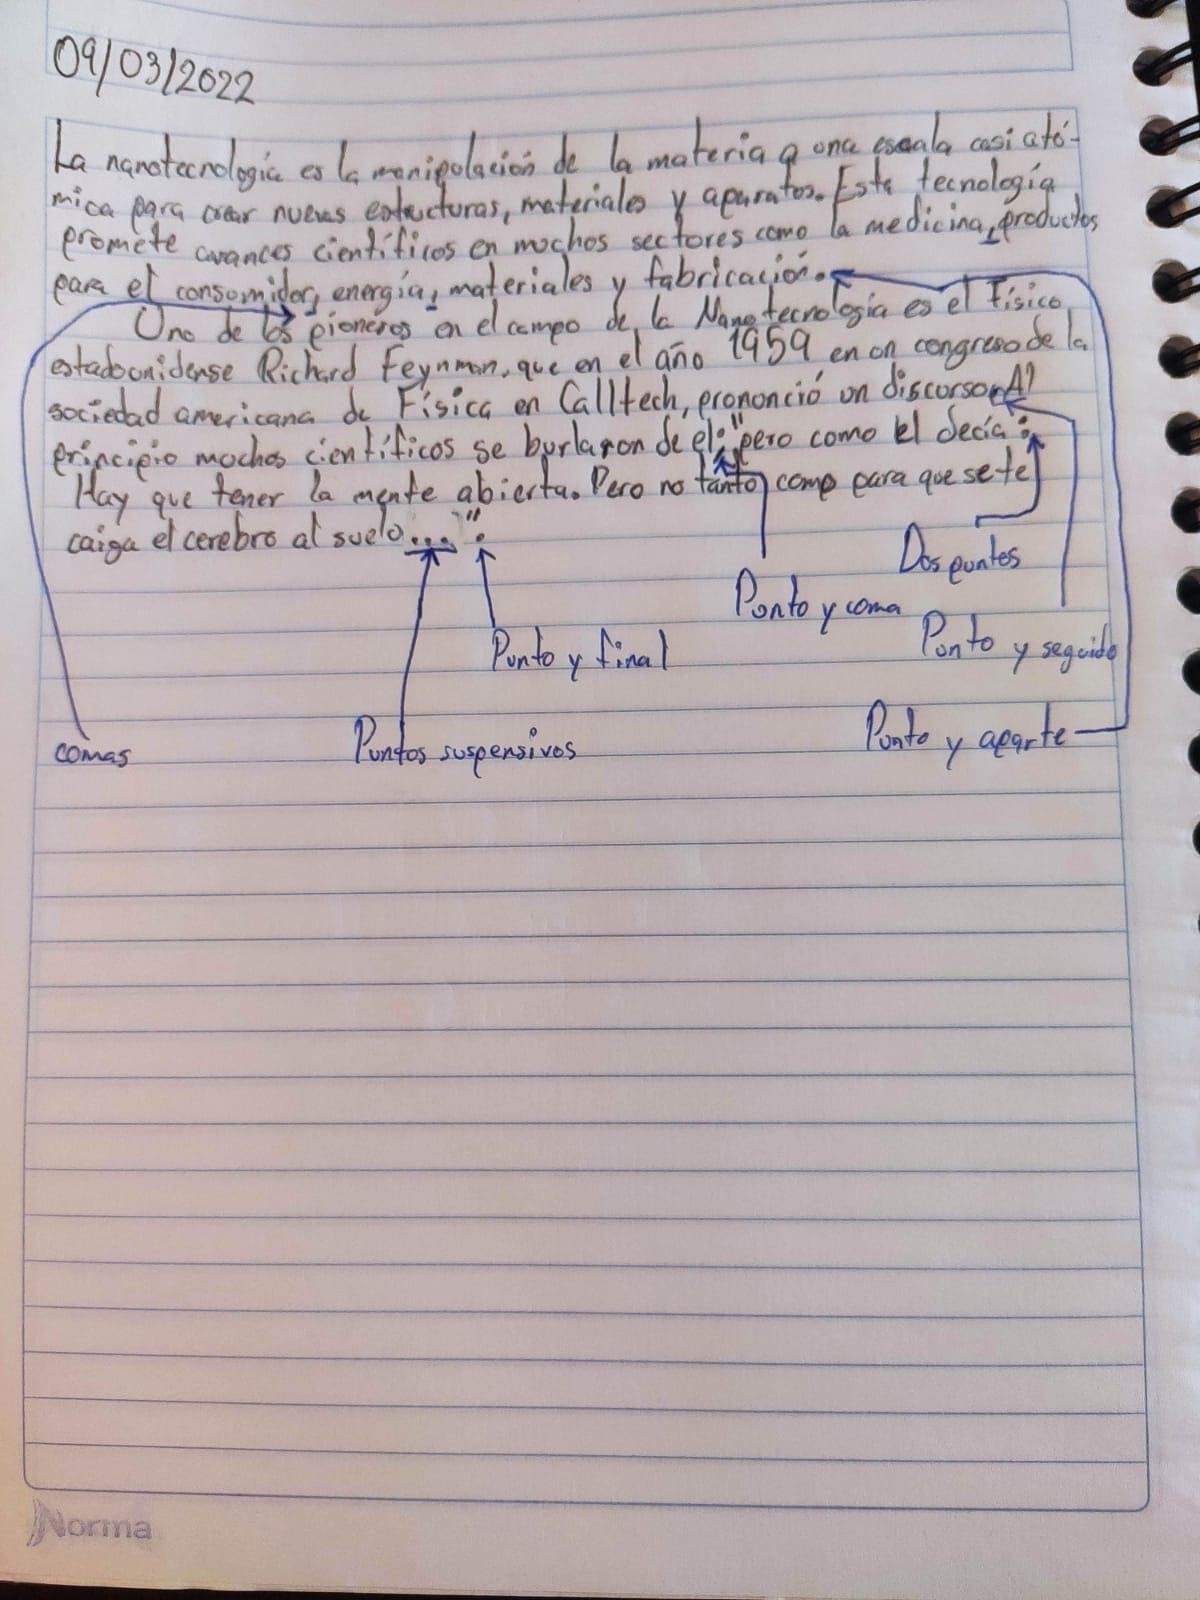 09/03/2022
La nanotecnología es la manipulación de la materia a una escala casi ató-
mica para crear nuevas estructuras, materiales y aparatos. Esta tecnología
promete avances científicos en muchos sectores como la medicina, productos
para el consumidor, energía, materiales y fabricación.
Uno de los pioneros en el campo de la Nanotecnología es el Físico
estadounidense Richard Feynman, que en el año 1959 en un congreso de la
sociedad americana de Física en Calltech, pronunció un discurso. Al
principio muchos científicos se burlaron de el; "pero como el decía:
Hay que tener la mente abierta. Pero no tanto como para que se te
caiga el cerebro al suelo...".
Dos puntos
Punto y coma
Punto y seguido
Punto y final
Punto y aparte
Puntos suspensivos
comas
Norma